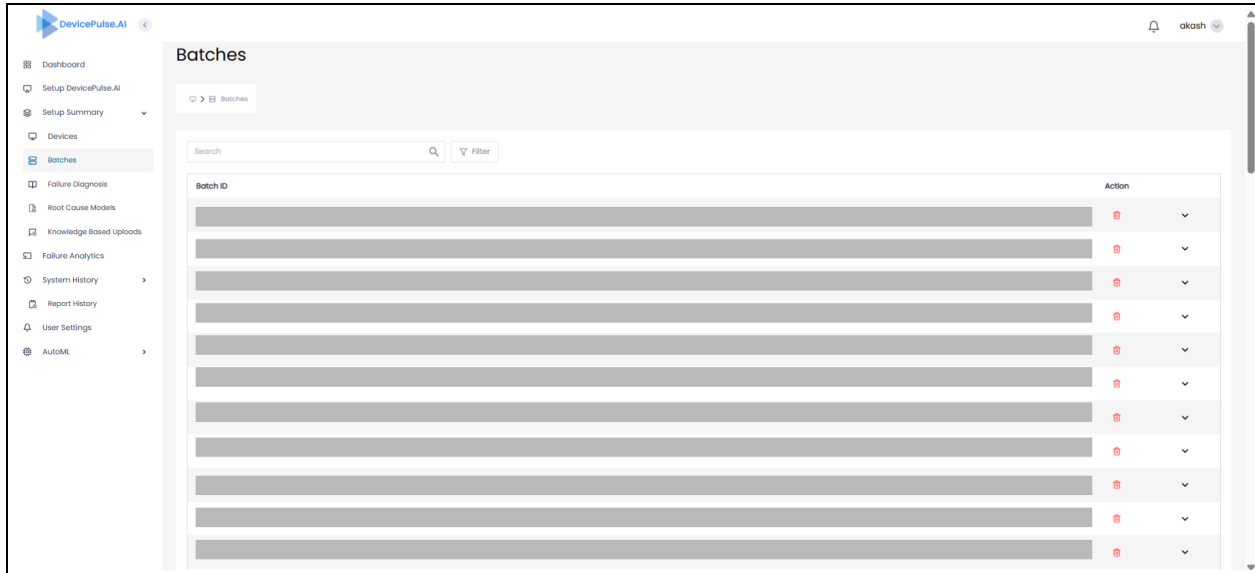 DevicePulse.AI
akash
Dashboard
Setup DevicePulse.AI
Setup Summary
Devices
Batches
Failure Diagnosis
Root Cause Models
Knowledge Based Uploads
Failure Analytics
System History
Report History
User Settings
AutoML
Batches
Batches
Search
Filter
Batch ID
Action